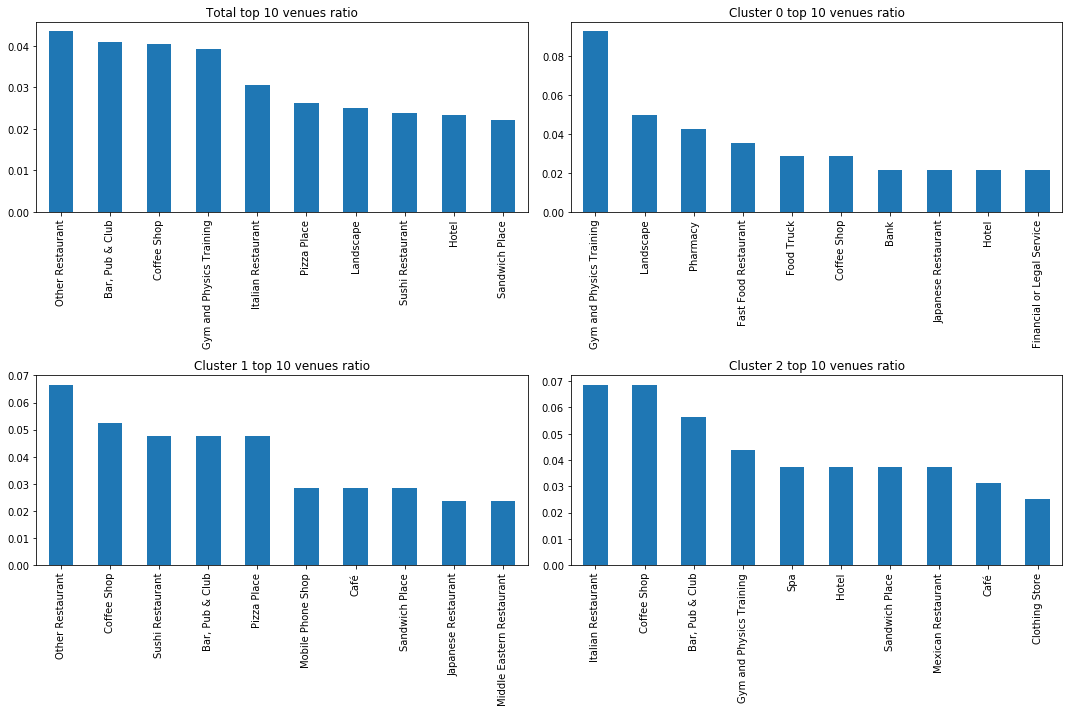 Total top 10 venues ratio
0.04
0.03
0.02
0.01
0.00
Other Restaurant
Bar, Pub & Club
Coffee Shop
Gym and Physics Training
Italian Restaurant
Pizza Place
Landscape
Sushi Restaurant
Hotel
Sandwich Place
Cluster 0 top 10 venues ratio
0.08
0.06
0.04
0.02
0.00
Gym and Physics Training
Landscape
Pharmacy
Fast Food Restaurant
Food Truck
Coffee Shop
Bank
Japanese Restaurant
Hotel
Financial or Legal Service
Cluster 1 top 10 venues ratio
0.07
0.06
0.05
0.04
0.03
0.02
0.01
0.00
Other Restaurant
Coffee Shop
Sushi Restaurant
Bar, Pub & Club
Pizza Place
Mobile Phone Shop
Café
Sandwich Place
Japanese Restaurant
Middle Eastern Restaurant
Cluster 2 top 10 venues ratio
0.07
0.06
0.05
0.04
0.03
0.02
0.01
0.00
Italian Restaurant
Coffee Shop
Bar, Pub & Club
Gym and Physics Training
Spa
Hotel
Sandwich Place
Mexican Restaurant
Café
Clothing Store